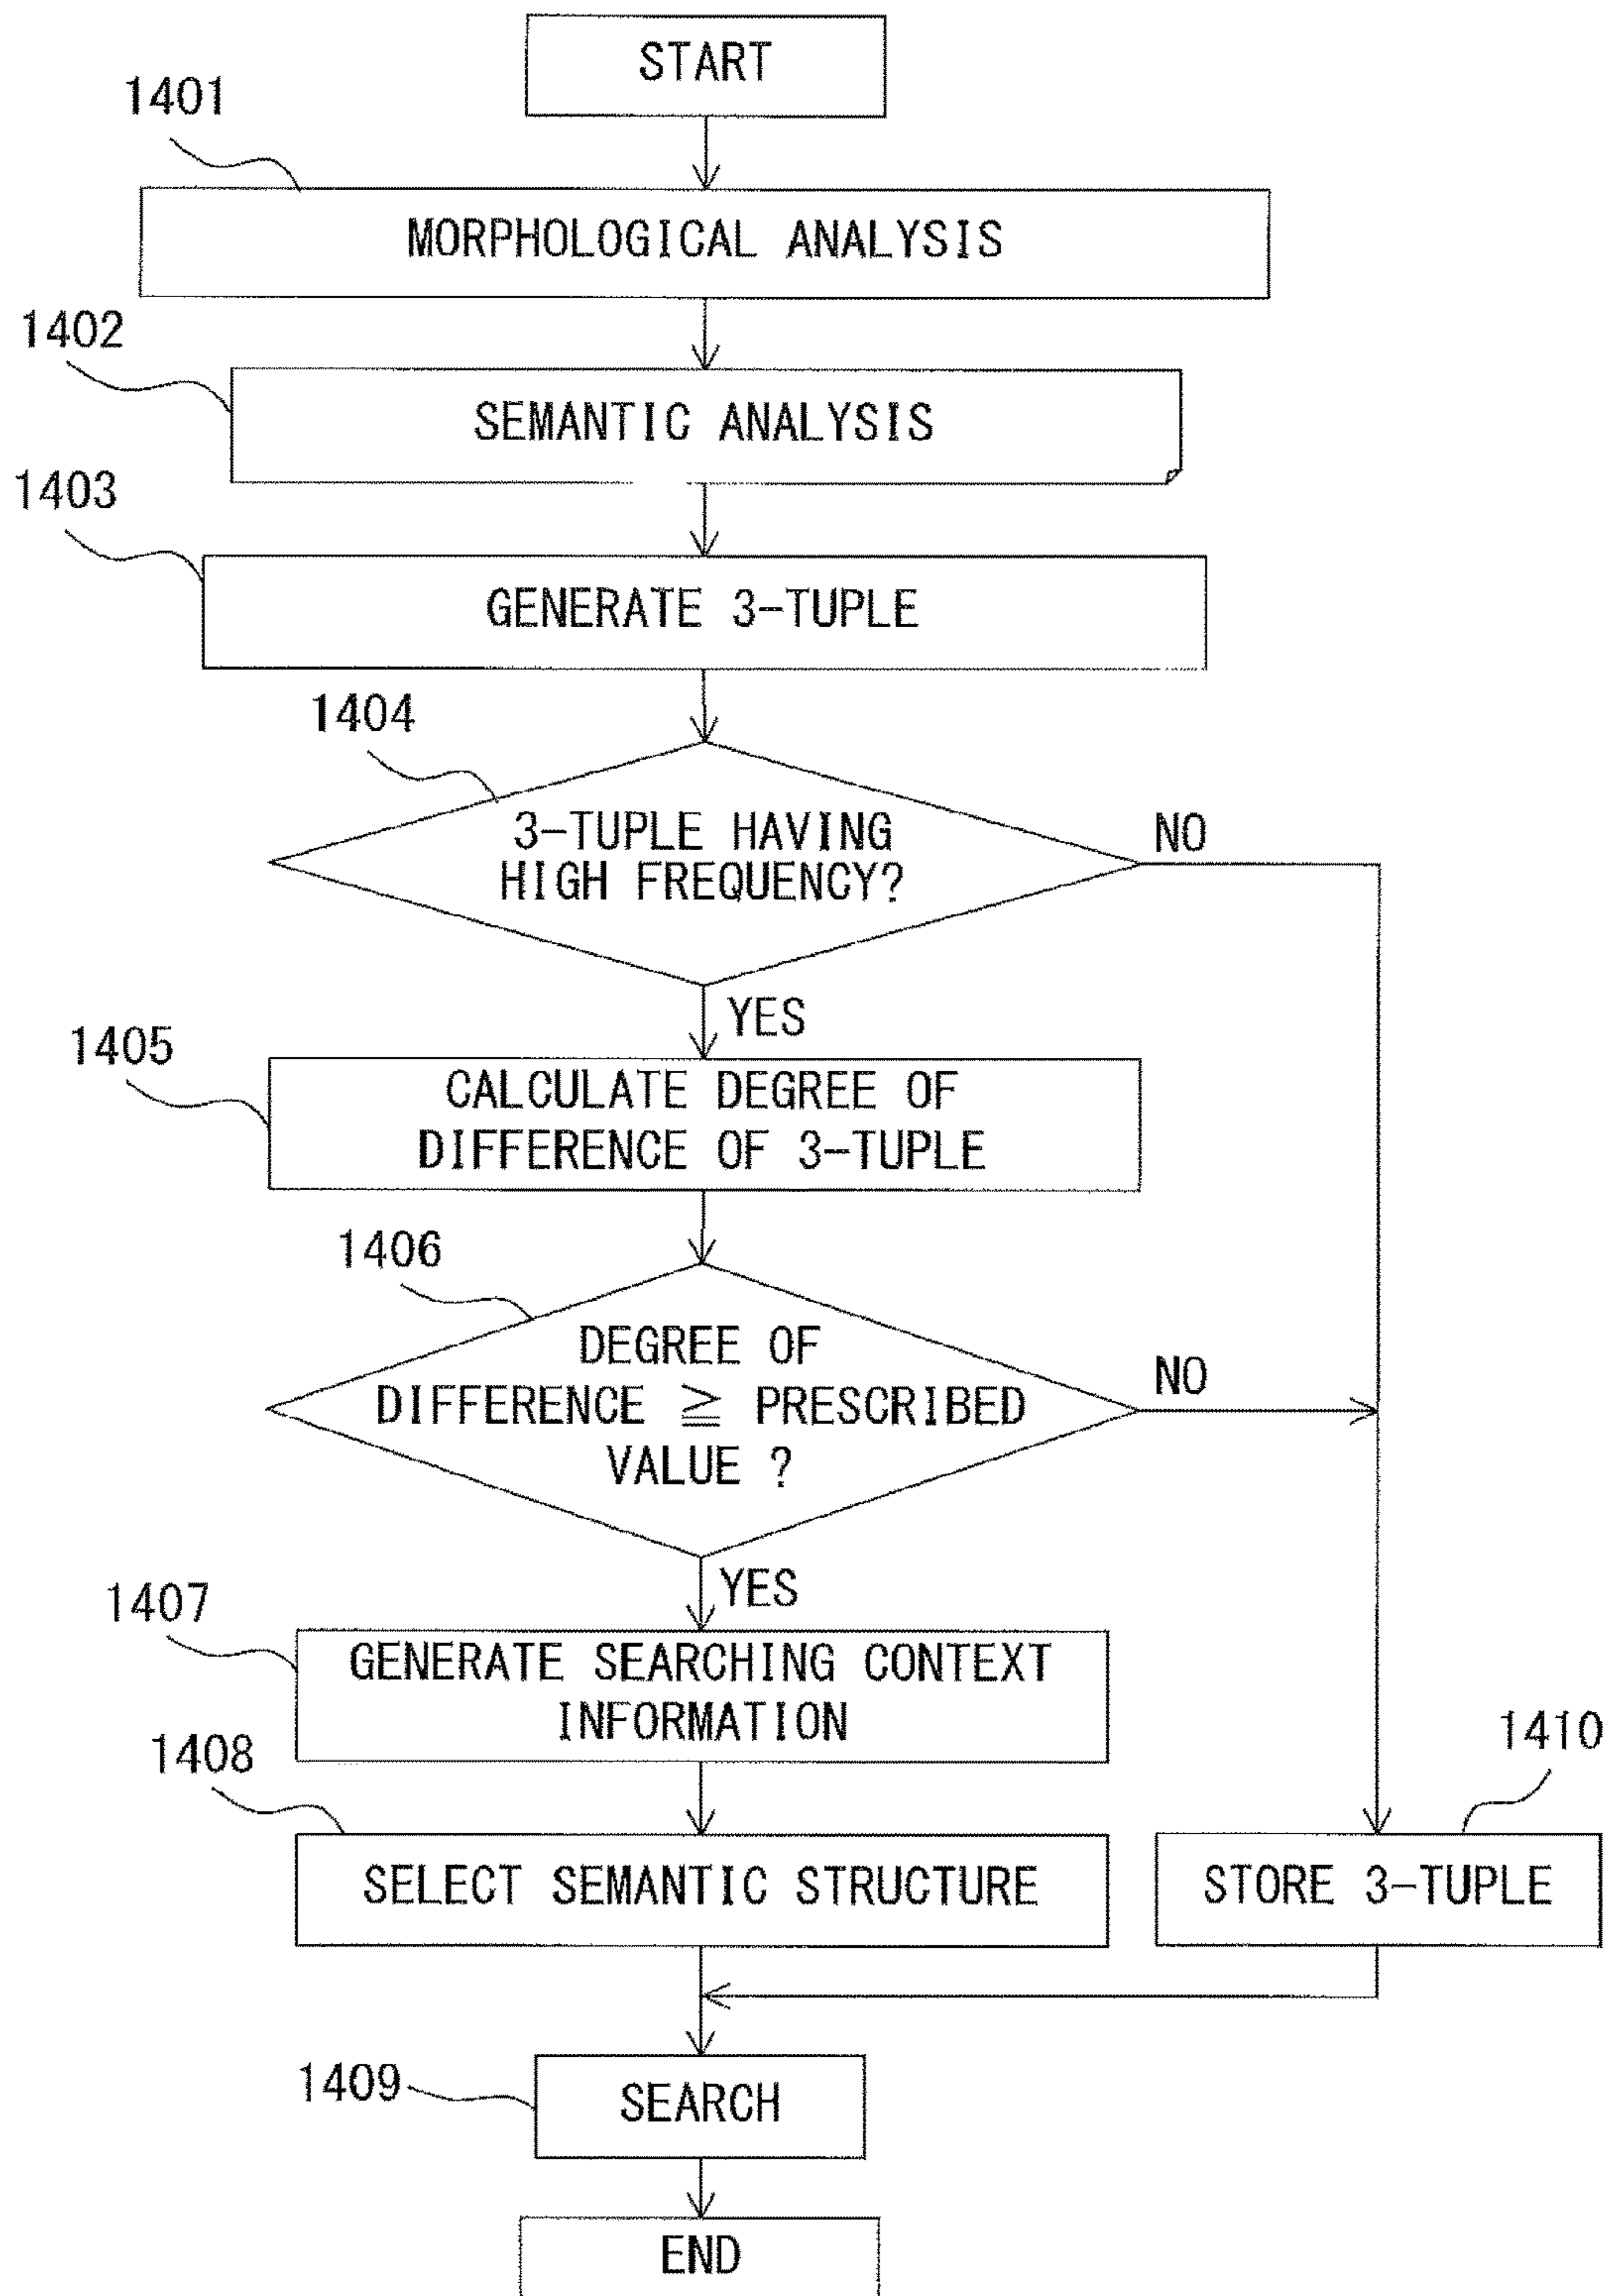 START
1401
MORPHOLOGICAL ANALYSIS
1402
SEMANTIC ANALYSIS
1403
GENERATE 3-TUPLE
1404
3-TUPLE HAVING
HIGH FREQUENCY?
NO
YES
1405
CALCULATE DEGREE OF
DIFFERENCE OF 3-TUPLE
1406
DEGREE OF
DIFFERENCE ≧ PRESCRIBED
VALUE ?
NO
YES
1407
GENERATE SEARCHING CONTEXT
INFORMATION
1408
SELECT SEMANTIC STRUCTURE
1410
STORE 3-TUPLE
1409
SEARCH
END